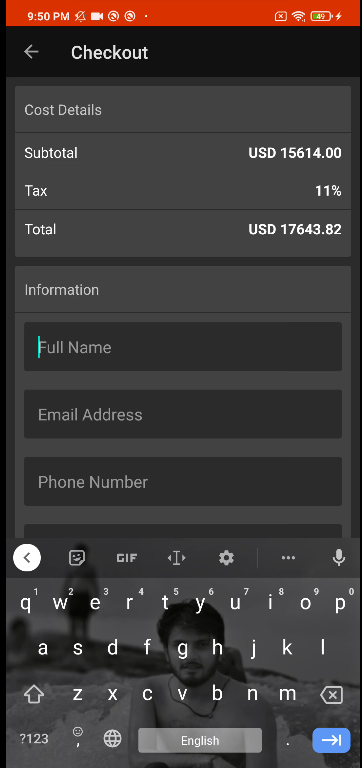 9:50 PM
49
Checkout
Cost Details
Subtotal USD 15614.00
Tax 11%
Total USD 17643.82
Information
Full Name
Email Address
Phone Number
GIF
q1 w2 e3 r4 t5 y6 u7 i8 o9 p0
a s d f g h j k l
z x c v b n m
?123 , English .